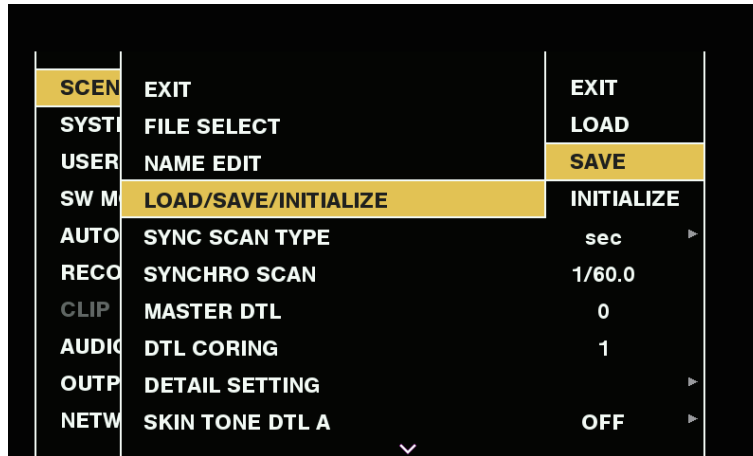 SCEN EXIT EXIT
SYSTI FILE SELECT LOAD
USER NAME EDIT SAVE
SW M LOAD/SAVE/INITIALIZE INITIALIZE
AUTO SYNC SCAN TYPE sec
RECO SYNCHRO SCAN 1/60.0
CLIP MASTER DTL 0
AUDIO DTL CORING 1
OUTP DETAIL SETTING
NETW SKIN TONE DTL A OFF